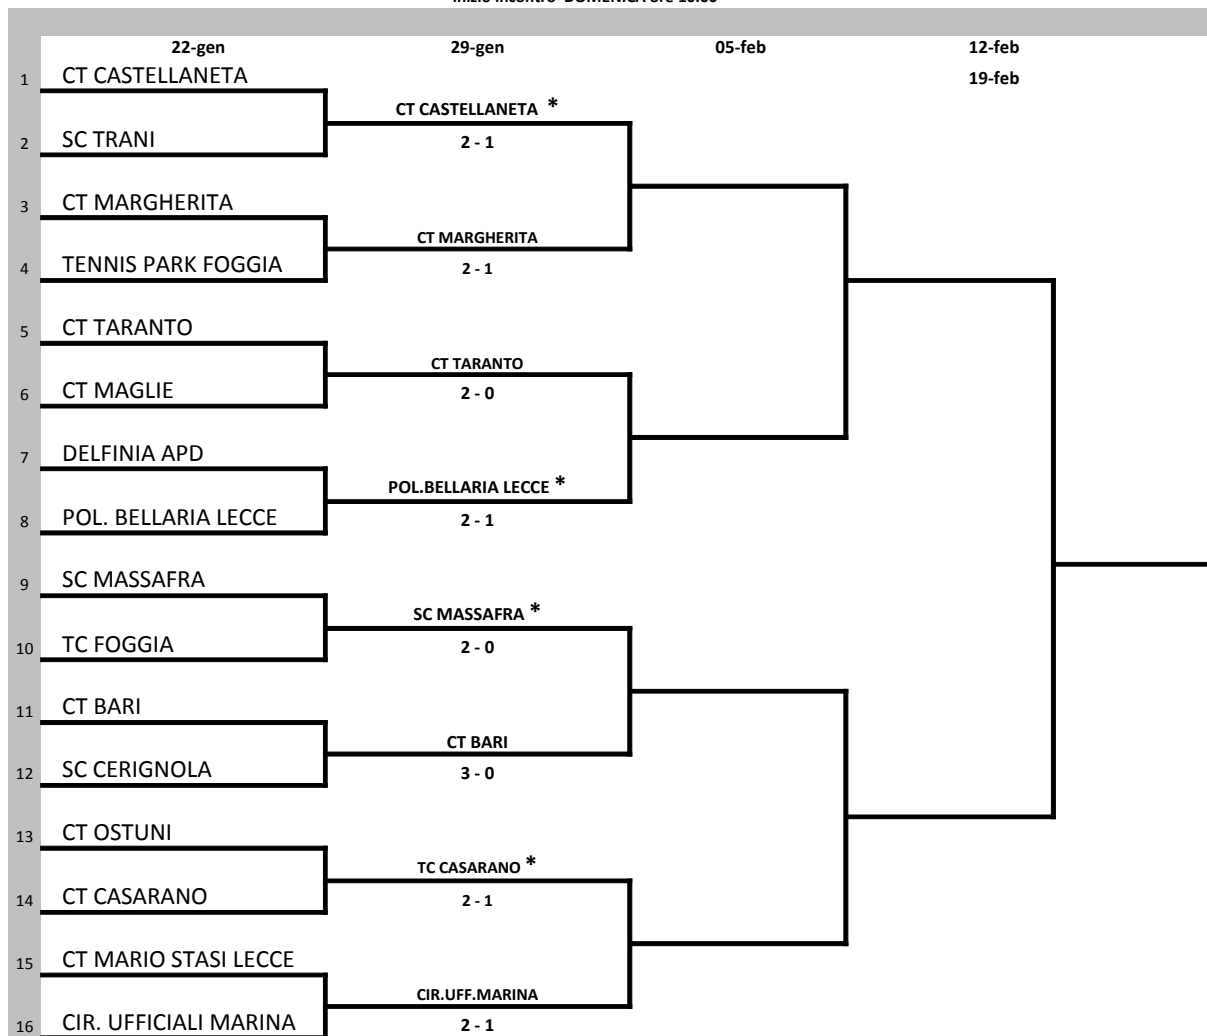 22-gen 29-gen 05-feb 12-feb
1 CT CASTELLANETA 19-feb
CT CASTELLANETA *
2 SC TRANI 2 - 1
3 CT MARGHERITA
CT MARGHERITA
4 TENNIS PARK FOGGIA 2 - 1
5 CT TARANTO
CT TARANTO
6 CT MAGLIE 2 - 0
7 DELFINIA APD
POL.BELLARIA LECCE *
8 POL. BELLARIA LECCE 2 - 1
9 SC MASSAFRA
SC MASSAFRA *
10 TC FOGGIA 2 - 0
11 CT BARI
CT BARI
12 SC CERIGNOLA 3 - 0
13 CT OSTUNI
TC CASARANO *
14 CT CASARANO 2 - 1
15 CT MARIO STASI LECCE
CIR.UFF.MARINA
16 CIR. UFFICIALI MARINA 2 - 1